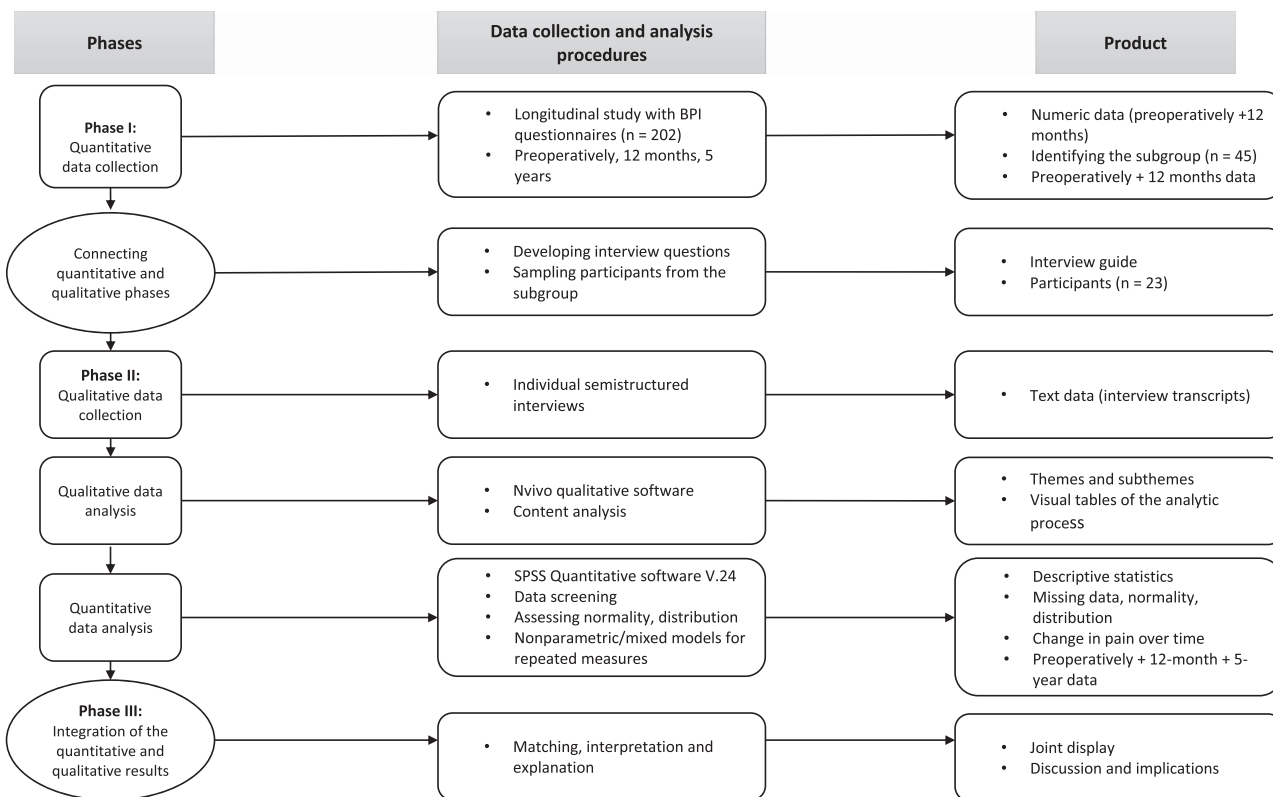 Phases
Data collection and analysis
procedures
Product
Phase I:
Quantitative
data collection
• Longitudinal study with BPI
questionnaires (n = 202)
• Preoperatively, 12 months, 5
years
• Numeric data (preoperatively +12
months)
• Identifying the subgroup (n = 45)
• Preoperatively + 12 months data
Connecting
quantitative and
qualitative phases
• Developing interview questions
• Sampling participants from the
subgroup
• Interview guide
• Participants (n = 23)
Phase II:
Qualitative data
collection
• Individual semistructured
interviews
• Text data (interview transcripts)
Qualitative data
analysis
• Nvivo qualitative software
• Content analysis
• Themes and subthemes
• Visual tables of the analytic
process
Quantitative
data analysis
• SPSS Quantitative software V.24
• Data screening
• Assessing normality, distribution
• Nonparametric/mixed models for
repeated measures
• Descriptive statistics
• Missing data, normality,
distribution
• Change in pain over time
• Preoperatively + 12-month + 5-
year data
Phase III:
Integration of the
quantitative and
qualitative results
• Matching, interpretation and
explanation
• Joint display
• Discussion and implications